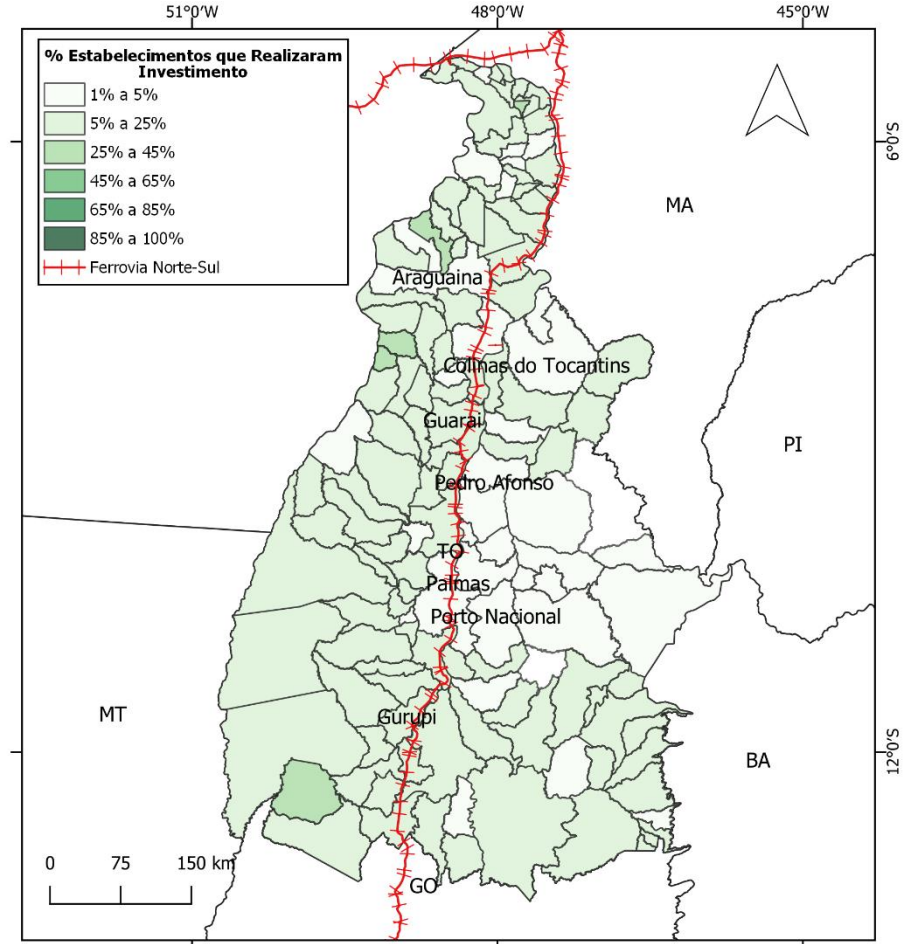 51°0'W
48°0'W
45°0'W
% Estabelecimentos que Realizaram
Investimento
1% a 5%
5% a 25%
25% a 45%
45% a 65%
65% a 85%
85% a 100%
Ferrovia Norte-Sul
6°0'S
MA
Araguaina
Colinas do Tocantins
Guarai
PI
Pedro Afonso
TO
Palmas
Porto Nacional
MT
Gurupi
BA
12°0'S
0 75 150 km
GO